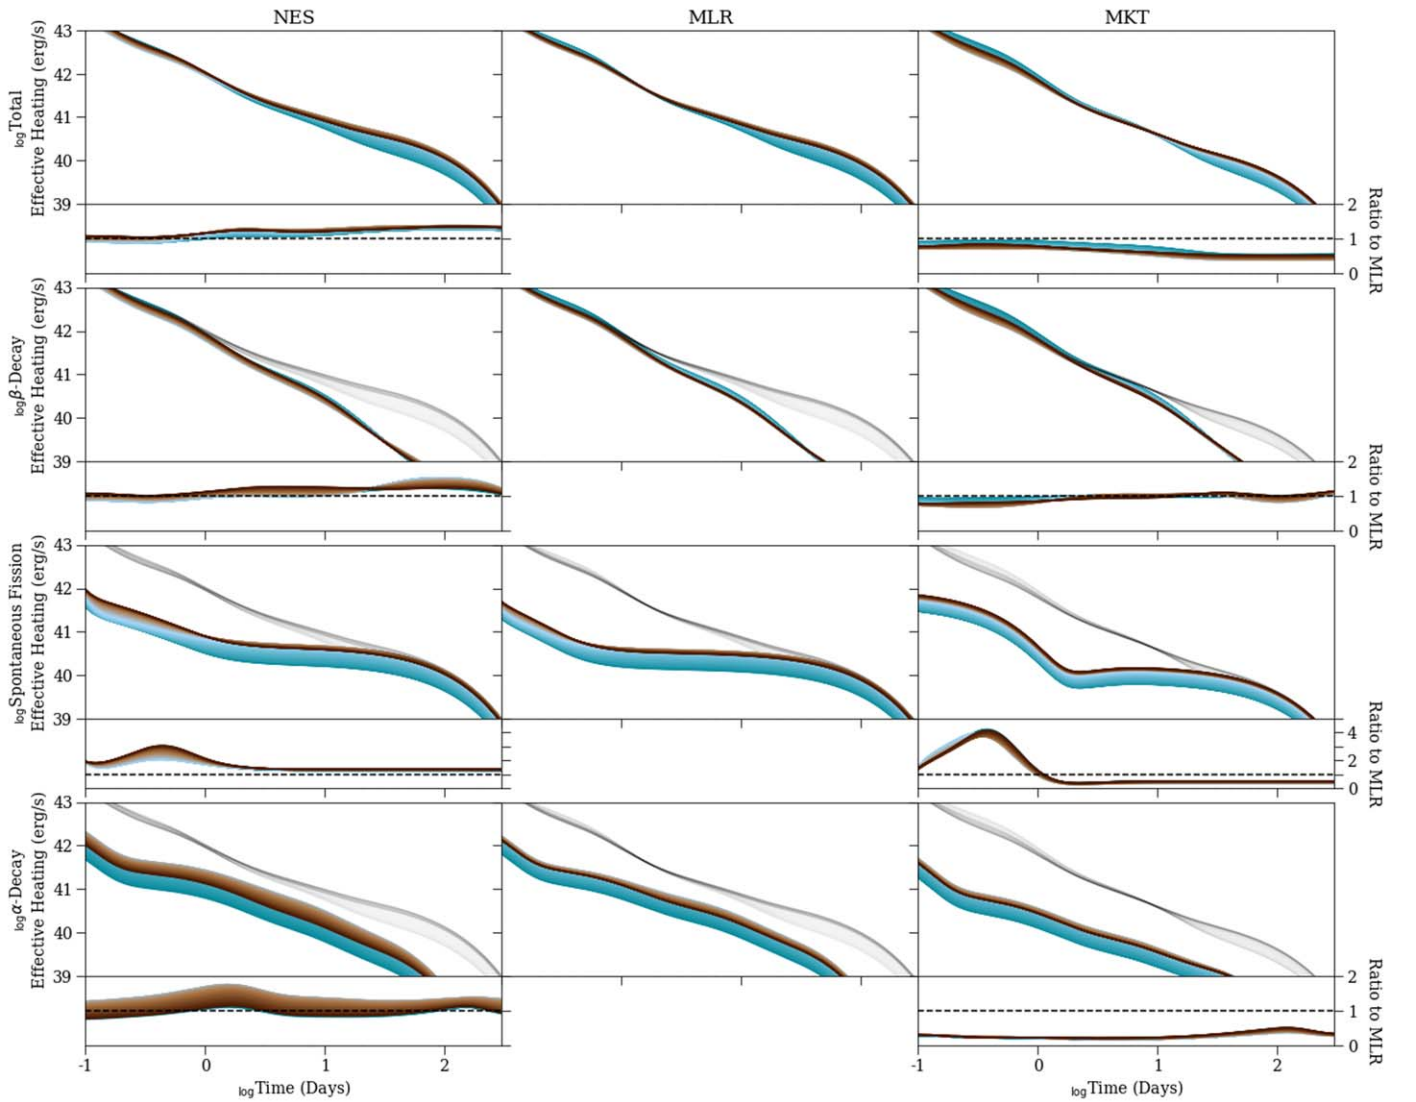 NES MLR MKT
43
42
41
40
39
logTotal
Effective Heating (erg/s)
2
1
0
Ratio to MLR
43
42
41
40
39
logβ-Decay
Effective Heating (erg/s)
2
1
0
Ratio to MLR
43
42
41
40
39
logSpontaneous Fission
Effective Heating (erg/s)
4
2
0
Ratio to MLR
43
42
41
40
39
logα-Decay
Effective Heating (erg/s)
2
1
0
Ratio to MLR
-1 0 1 2 -1 0 1 2
logTime (Days) logTime (Days)